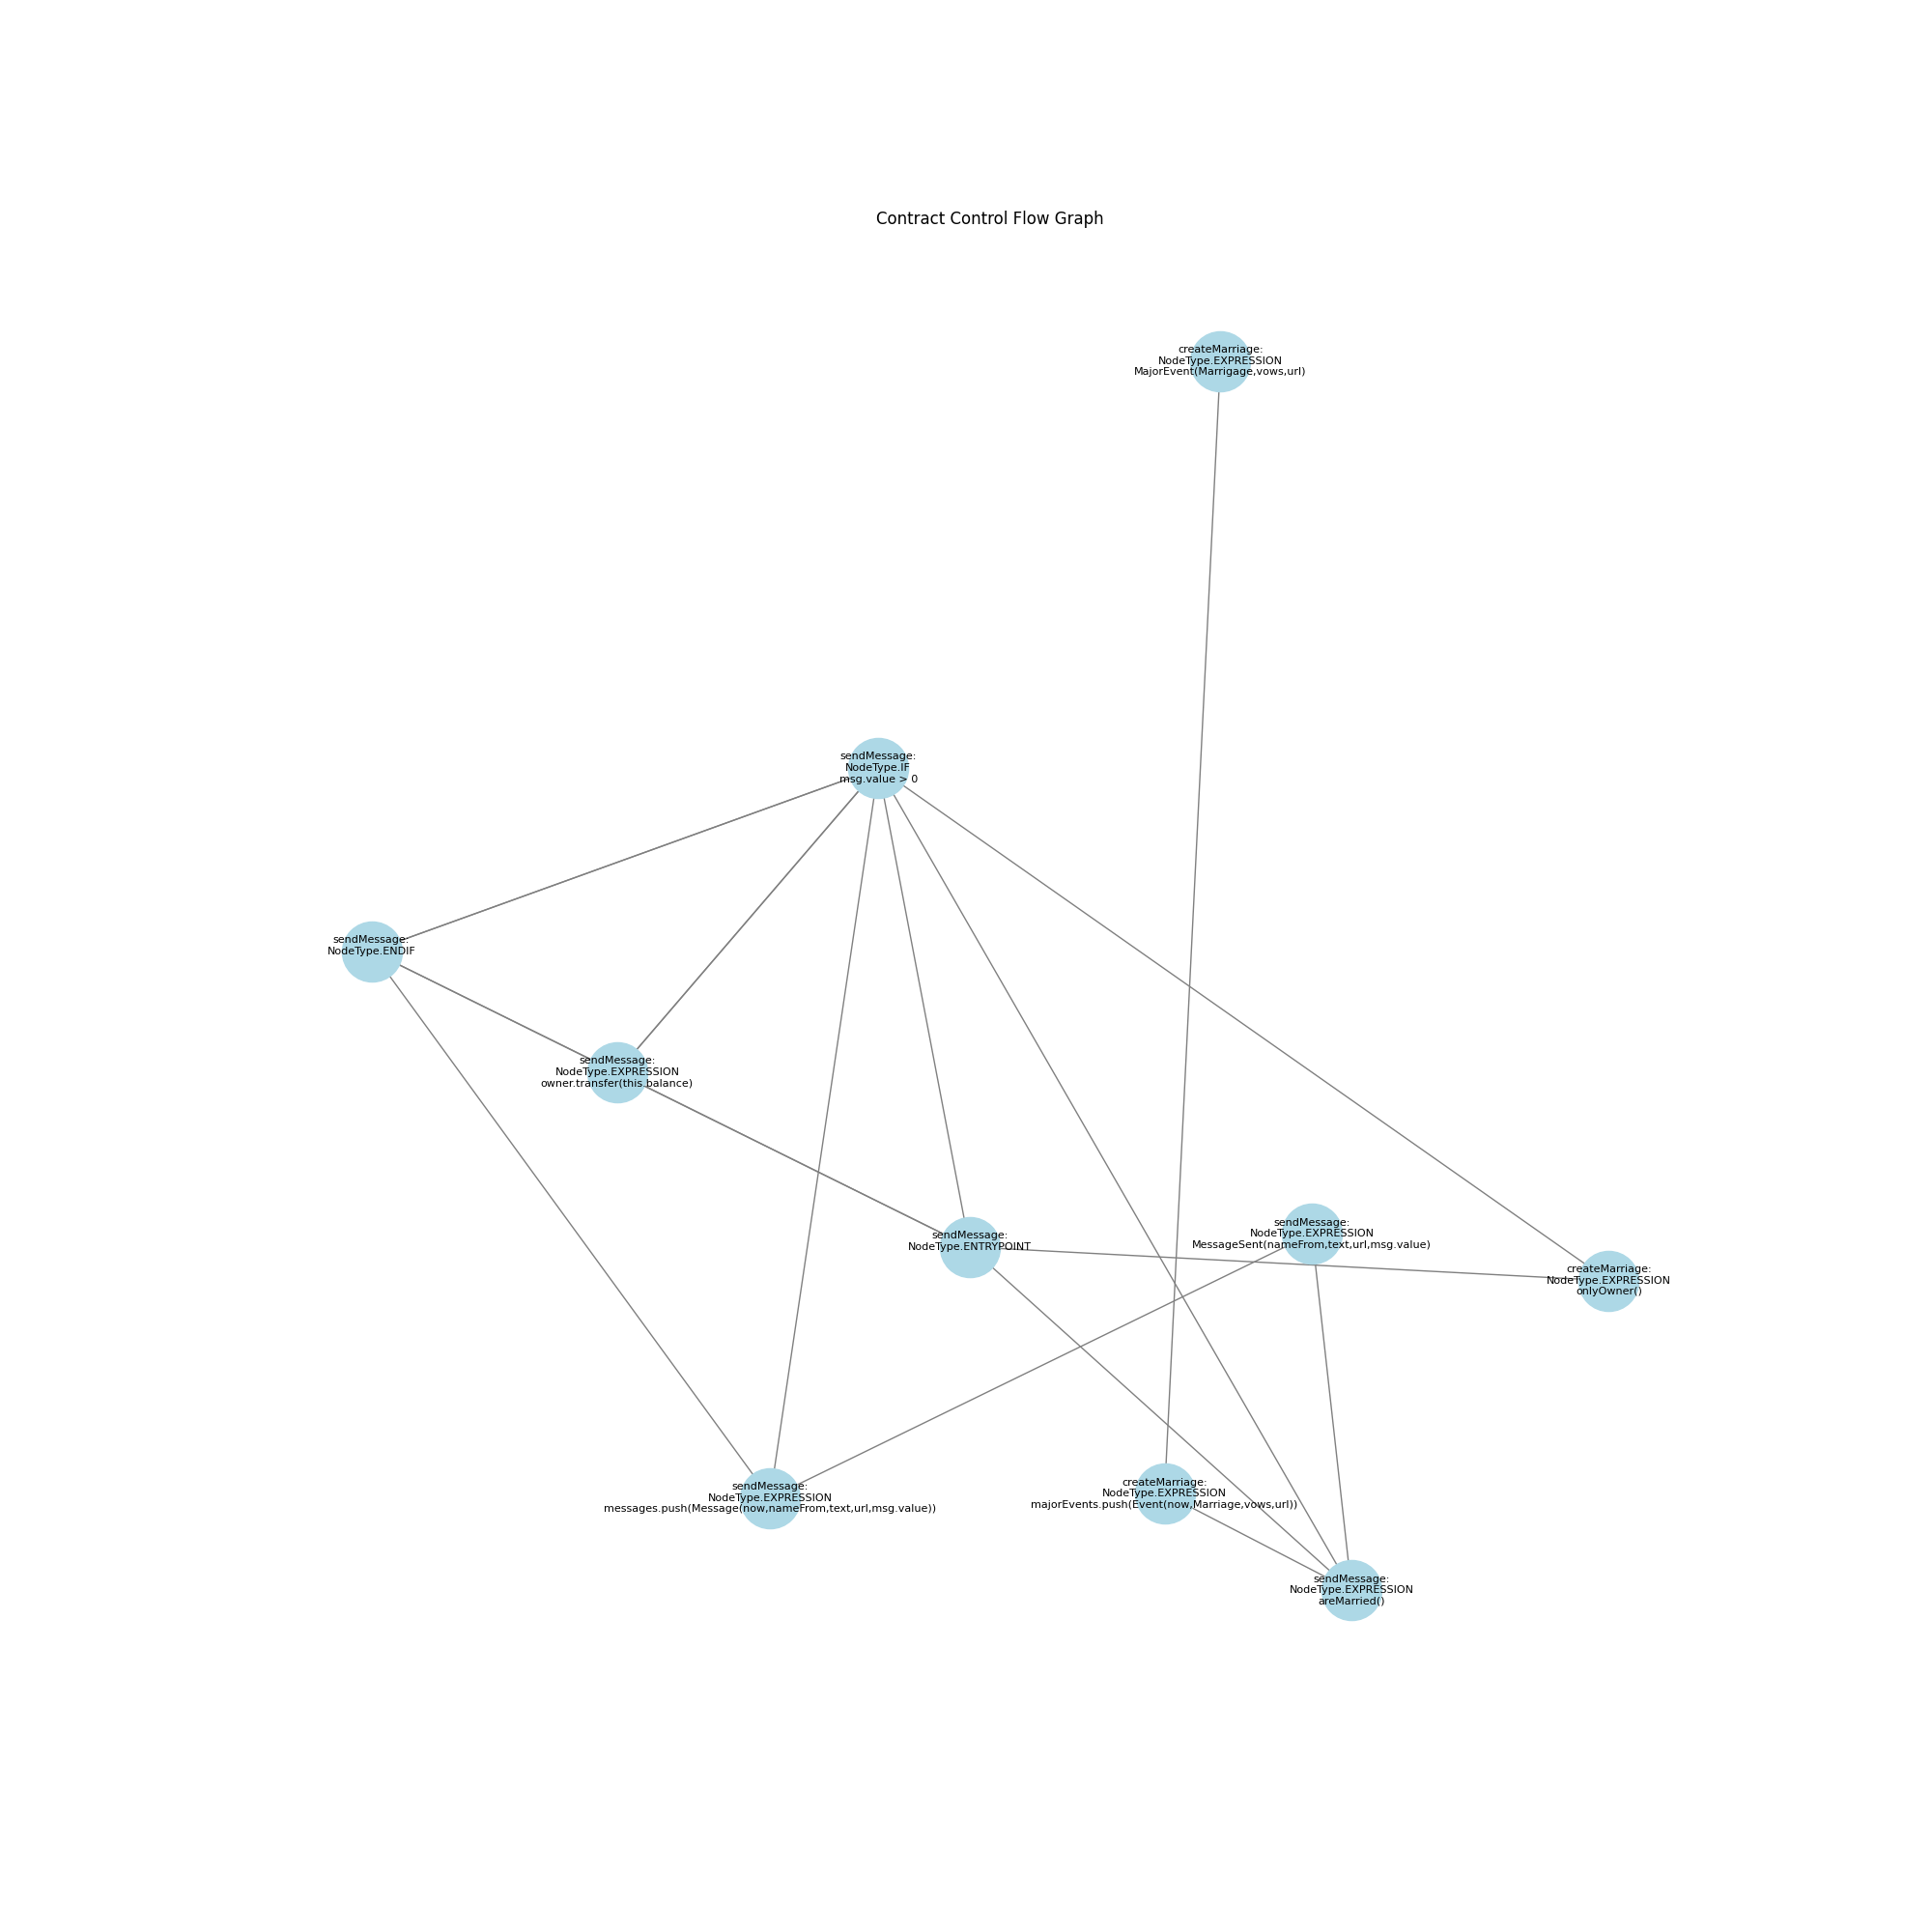 Contract Control Flow Graph
createMarriage:
NodeType.EXPRESSION
MajorEvent(Marrigage,vows,url)
sendMessage:
NodeType.IF
msg.value > 0
sendMessage:
NodeType.ENDIF
sendMessage:
NodeType.EXPRESSION
owner.transfer(this.balance)
sendMessage:
NodeType.ENTRYPOINT
sendMessage:
NodeType.EXPRESSION
MessageSent(nameFrom,text,url,msg.value)
createMarriage:
NodeType.EXPRESSION
onlyOwner()
sendMessage:
NodeType.EXPRESSION
messages.push(Message(now,nameFrom,text,url,msg.value))
createMarriage:
NodeType.EXPRESSION
majorEvents.push(Event(now,Marriage,vows,url))
sendMessage:
NodeType.EXPRESSION
areMarried()